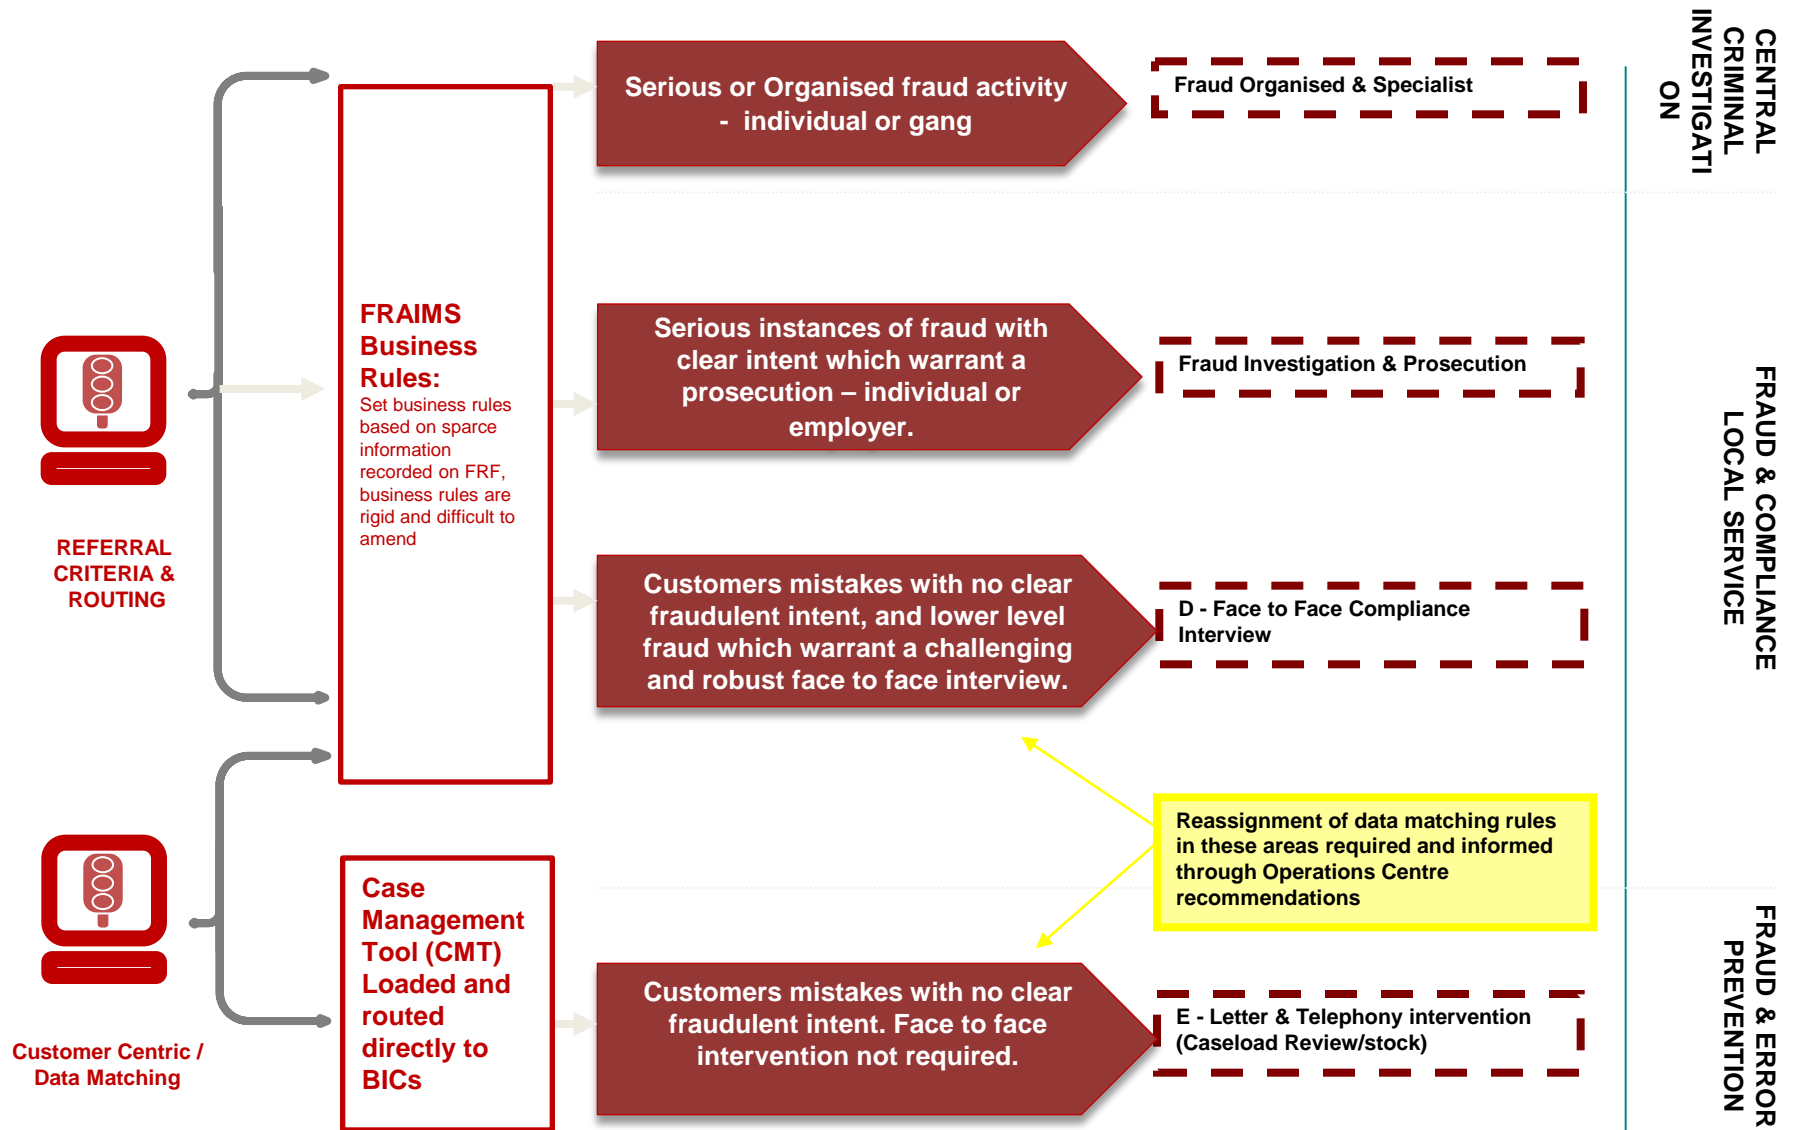 CENTRAL
CRIMINAL
INVESTIGATI
ON
Serious or Organised fraud activity
- individual or gang
Fraud Organised & Specialist
FRAIMS
Business
Rules:
Set business rules
based on sparce
information
recorded on FRF,
business rules are
rigid and difficult to
amend
Serious instances of fraud with
clear intent which warrant a
prosecution – individual or
employer.
Fraud Investigation & Prosecution
FRAUD & COMPLIANCE
LOCAL SERVICE
REFERRAL
CRITERIA &
ROUTING
Customers mistakes with no clear
fraudulent intent, and lower level
fraud which warrant a challenging
and robust face to face interview.
D - Face to Face Compliance
Interview
Reassignment of data matching rules
in these areas required and informed
through Operations Centre
recommendations
Case
Management
Tool (CMT)
Loaded and
routed
directly to
BICs
Customer Centric /
Data Matching
Customers mistakes with no clear
fraudulent intent. Face to face
intervention not required.
E - Letter & Telephony intervention
(Caseload Review/stock)
FRAUD & ERROR
PREVENTION